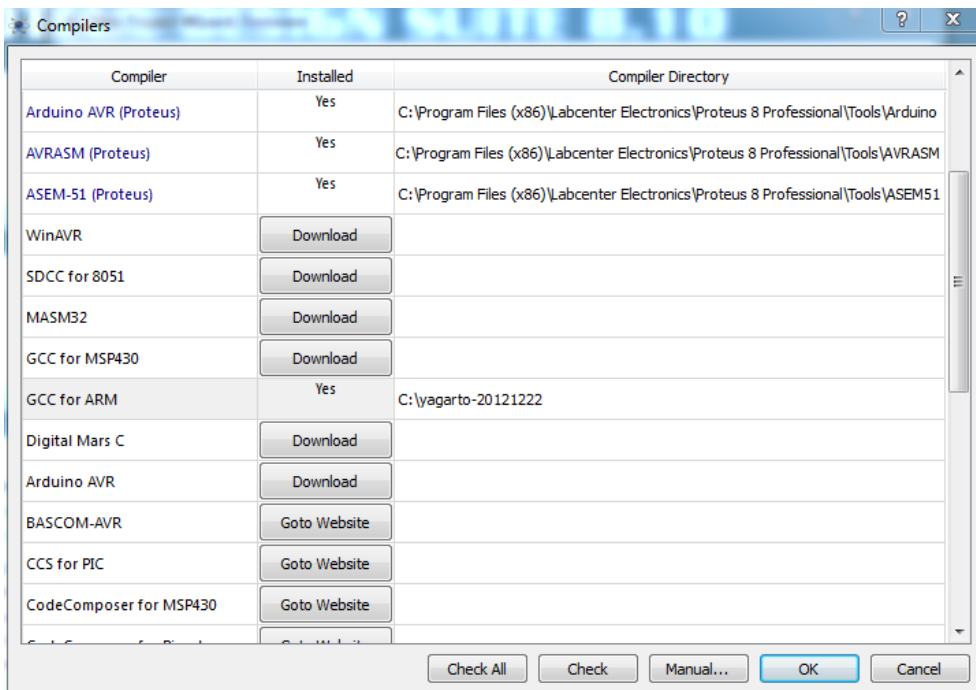 Compilers
Compiler Installed Compiler Directory
Arduino AVR (Proteus) Yes C:\Program Files (x86)\Labcenter Electronics\Proteus 8 Professional\Tools\Arduino
AVRASM (Proteus) Yes C:\Program Files (x86)\Labcenter Electronics\Proteus 8 Professional\Tools\AVRASM
ASEM-51 (Proteus) Yes C:\Program Files (x86)\Labcenter Electronics\Proteus 8 Professional\Tools\ASEM51
WinAVR Download
SDCC for 8051 Download
MASM32 Download
GCC for MSP430 Download
GCC for ARM Yes C:\yagarto-20121222
Digital Mars C Download
Arduino AVR Download
BASCOM-AVR Goto Website
CCS for PIC Goto Website
CodeComposer for MSP430 Goto Website
Check All Check Manual... OK Cancel